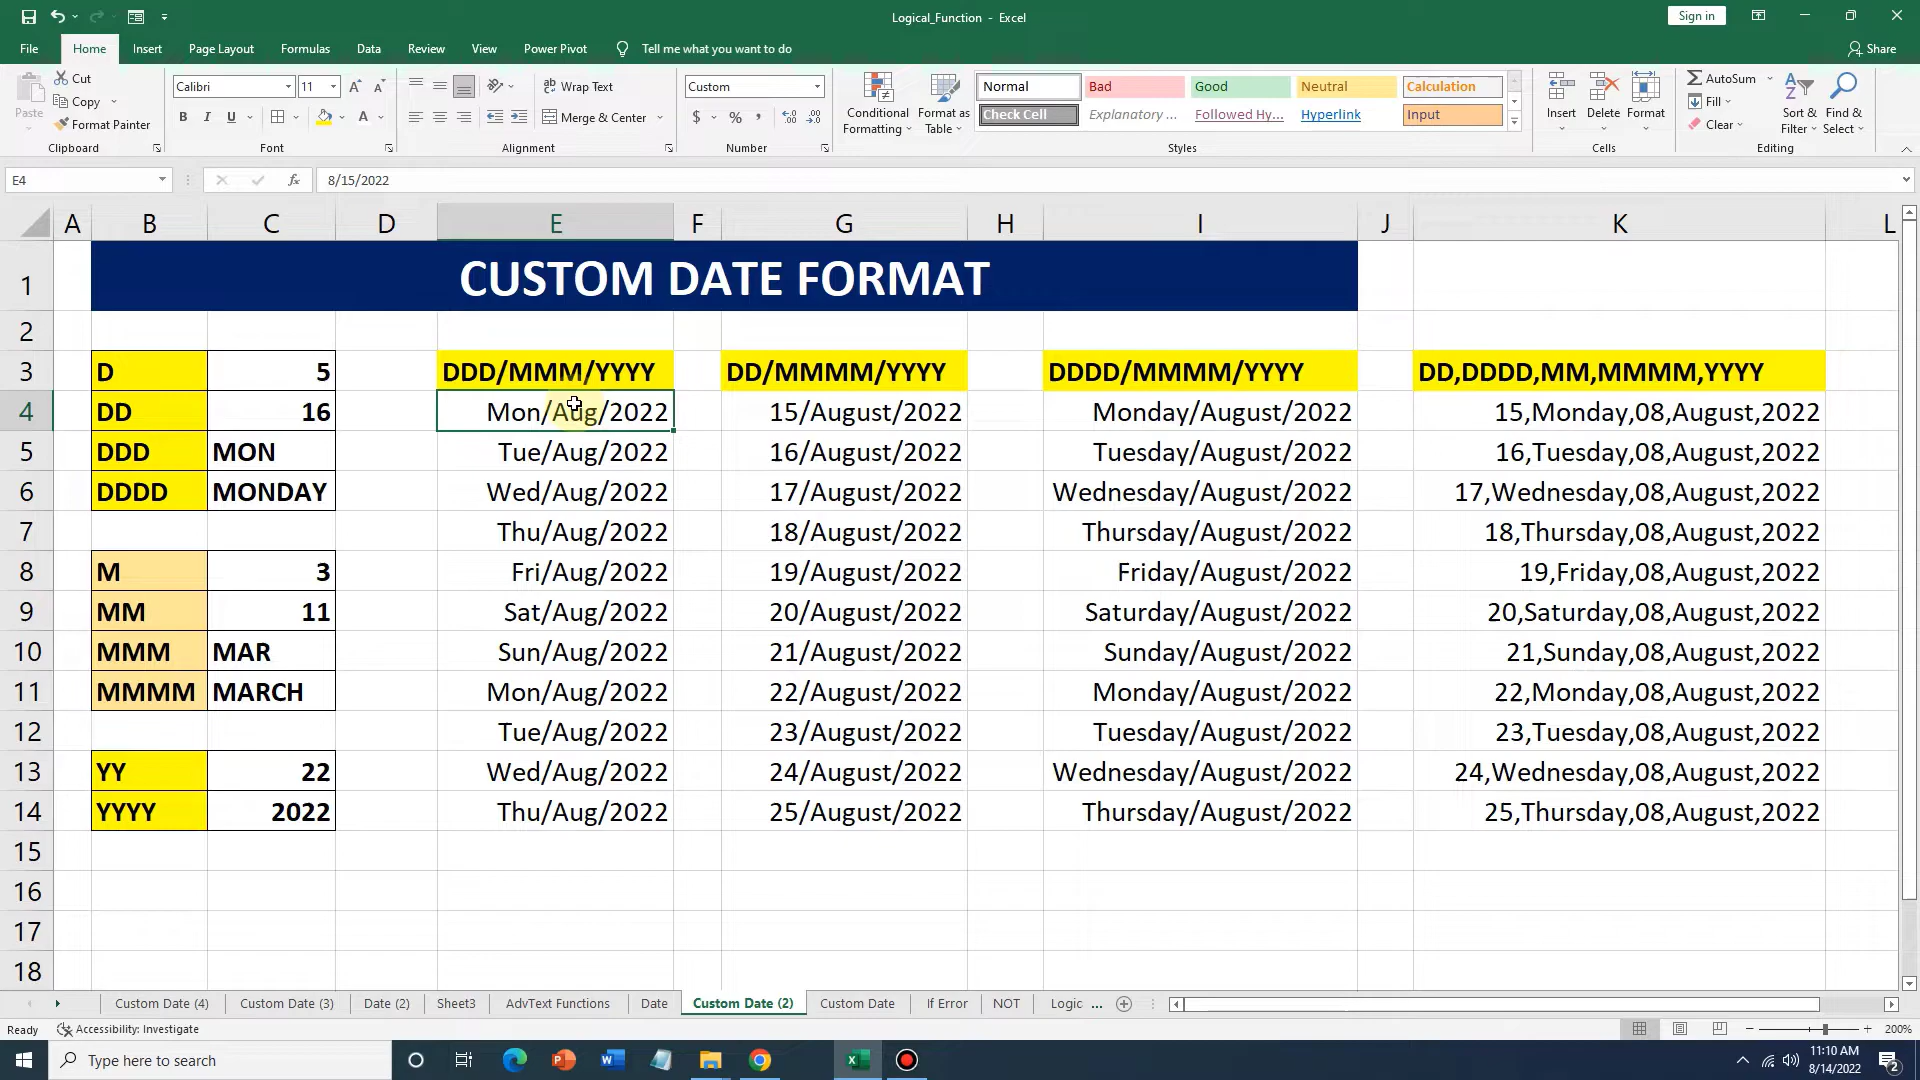 Logical_Function - Excel
Sign in
File Home Insert Page Layout Formulas Data Review View Power Pivot Tell me what you want to do Share
Paste
Cut
Copy
Format Painter
Clipboard
Calibri 11
B I U
Font
Wrap Text
Merge & Center
Alignment
Custom
$ % ,
Number
Conditional Formatting
Format as Table
Normal Bad Good Neutral Calculation
Check Cell Explanatory ... Followed Hy... Hyperlink Input
Styles
Insert Delete Format
Cells
AutoSum
Fill
Clear
Sort & Filter
Find & Select
Editing
E4 fx 8/15/2022
A B C D E F G H I J K L
1 CUSTOM DATE FORMAT
2
3 D 5 DDD/MMM/YYYY DD/MMMM/YYYY DDDD/MMMM/YYYY DD,DDDD,MM,MMMM,YYYY
4 DD 16 Mon/Aug/2022 15/August/2022 Monday/August/2022 15,Monday,08,August,2022
5 DDD MON Tue/Aug/2022 16/August/2022 Tuesday/August/2022 16,Tuesday,08,August,2022
6 DDDD MONDAY Wed/Aug/2022 17/August/2022 Wednesday/August/2022 17,Wednesday,08,August,2022
7 Thu/Aug/2022 18/August/2022 Thursday/August/2022 18,Thursday,08,August,2022
8 M 3 Fri/Aug/2022 19/August/2022 Friday/August/2022 19,Friday,08,August,2022
9 MM 11 Sat/Aug/2022 20/August/2022 Saturday/August/2022 20,Saturday,08,August,2022
10 MMM MAR Sun/Aug/2022 21/August/2022 Sunday/August/2022 21,Sunday,08,August,2022
11 MMMM MARCH Mon/Aug/2022 22/August/2022 Monday/August/2022 22,Monday,08,August,2022
12 Tue/Aug/2022 23/August/2022 Tuesday/August/2022 23,Tuesday,08,August,2022
13 YY 22 Wed/Aug/2022 24/August/2022 Wednesday/August/2022 24,Wednesday,08,August,2022
14 YYYY 2022 Thu/Aug/2022 25/August/2022 Thursday/August/2022 25,Thursday,08,August,2022
15
16
17
18
Custom Date (4) Custom Date (3) Date (2) Sheet3 AdvText Functions Date Custom Date (2) Custom Date If Error NOT Logic ...
Ready Accessibility: Investigate 200%
Type here to search
11:10 AM
8/14/2022
2